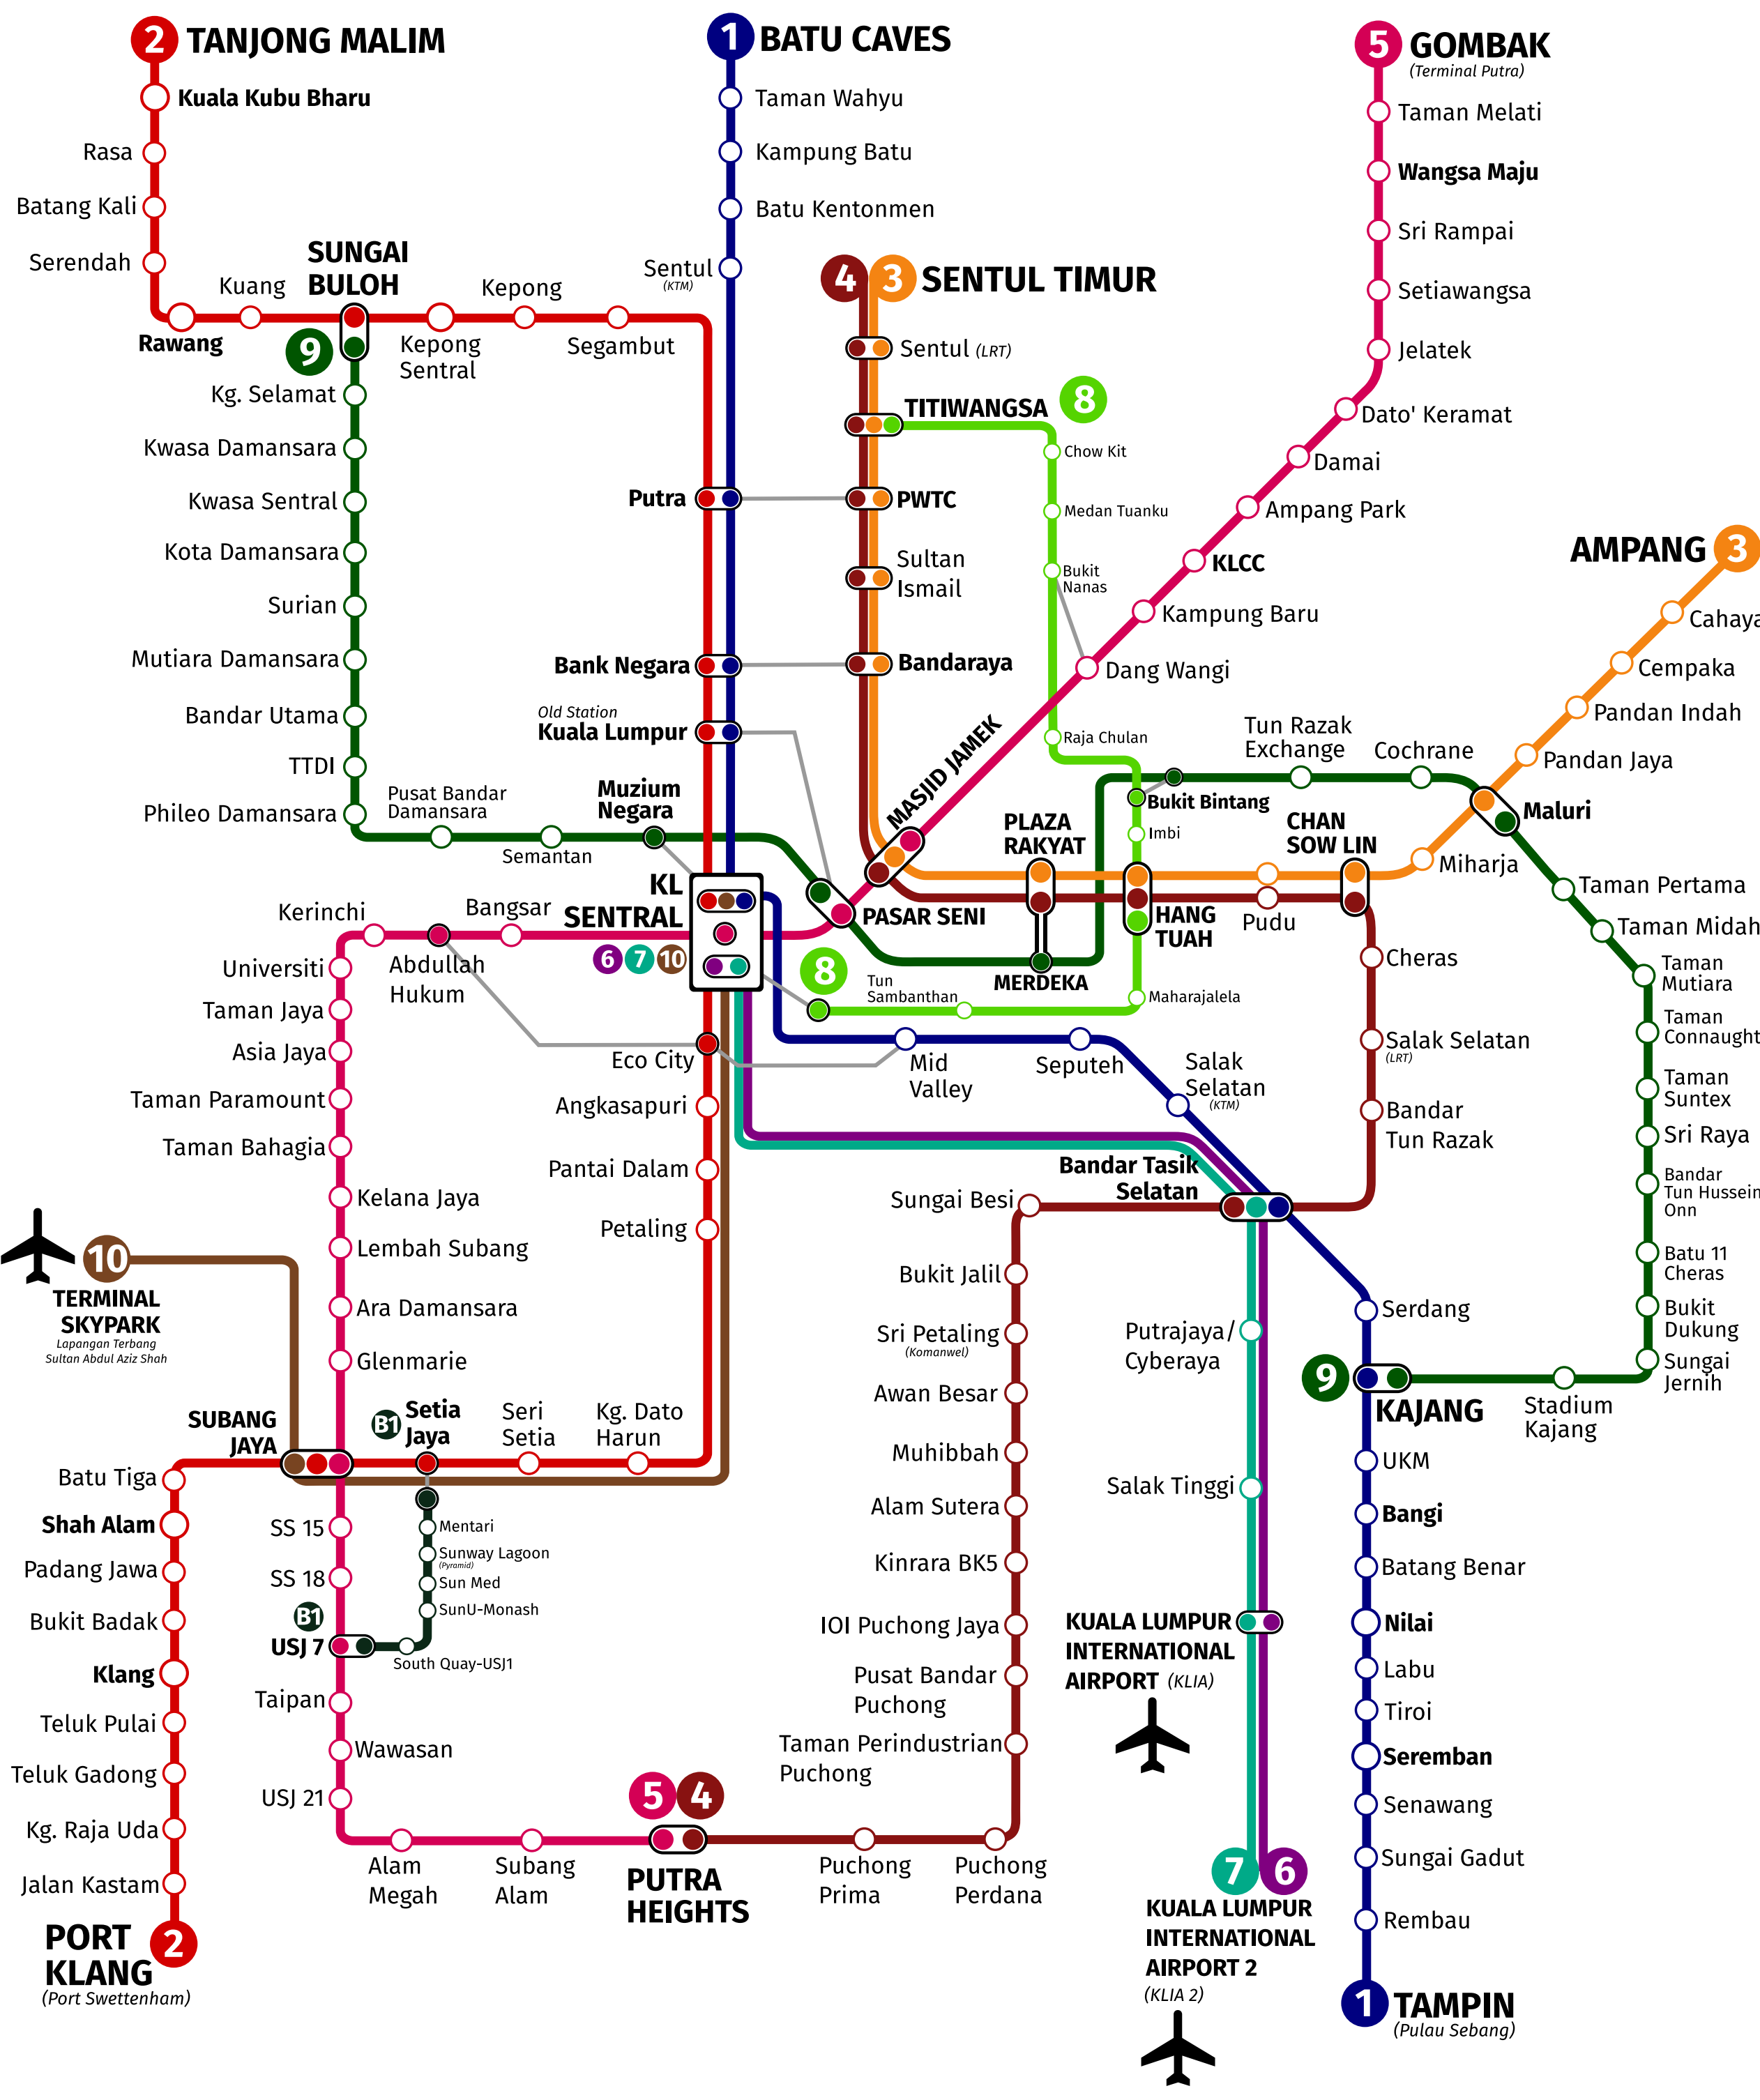 2 TANJONG MALIM
Kuala Kubu Bharu
Rasa
Batang Kali
Serendah
Rawang
Kuang
SUNGAI
BULOH
9
Kepong
Sentral
Kepong
Segambut
1 BATU CAVES
Taman Wahyu
Kampung Batu
Batu Kentonmen
Sentul
(KTM)
4 3 SENTUL TIMUR
Sentul (LRT)
TITIWANGSA 8
Chow Kit
Medan Tuanku
Bukit
Nanas
Raja Chulan
5 GOMBAK
(Terminal Putra)
Taman Melati
Wangsa Maju
Sri Rampai
Setiawangsa
Jelatek
Dato' Keramat
Damai
Ampang Park
KLCC
Kampung Baru
Dang Wangi
AMPANG 3
Cahaya
Cempaka
Pandan Indah
Pandan Jaya
Kg. Selamat
Kwasa Damansara
Kwasa Sentral
Kota Damansara
Surian
Mutiara Damansara
Bandar Utama
TTDI
Phileo Damansara
Pusat Bandar
Damansara
Semantan
Muzium
Negara
Putra
PWTC
Sultan
Ismail
Bank Negara
Bandaraya
Old Station
Kuala Lumpur
MASJID JAMEK
PLAZA
RAKYAT
Bukit Bintang
Imbi
Tun Razak
Exchange
Cochrane
Maluri
CHAN
SOW LIN
Miharja
KL
SENTRAL
6 7 10
PASAR SENI
HANG
TUAH
Pudu
MERDEKA
8
Tun
Sambanthan
Maharajalela
Taman Pertama
Taman Midah
Taman
Mutiara
Taman
Connaught
Taman
Suntex
Sri Raya
Bandar
Tun Hussein
Onn
Batu 11
Cheras
Bukit
Dukung
Sungai
Jernih
Stadium
Kajang
Kerinchi
Bangsar
Abdullah
Hukum
Universiti
Taman Jaya
Asia Jaya
Taman Paramount
Taman Bahagia
Kelana Jaya
Lembah Subang
Ara Damansara
Glenmarie
Eco City
Angkasapuri
Pantai Dalam
Petaling
Mid
Valley
Seputeh
Salak
Selatan
(KTM)
Cheras
Salak Selatan
(LRT)
Bandar
Tun Razak
Bandar Tasik
Selatan
Sungai Besi
Bukit Jalil
Sri Petaling
(Komanwel)
Awan Besar
Muhibbah
Alam Sutera
Kinrara BK5
IOI Puchong Jaya
Pusat Bandar
Puchong
Taman Perindustrian
Puchong
Puchong
Prima
Puchong
Perdana
10
TERMINAL
SKYPARK
Lapangan Terbang
Sultan Abdul Aziz Shah
SUBANG
JAYA
B1 Setia
Jaya
Seri
Setia
Kg. Dato
Harun
Batu Tiga
Shah Alam
Padang Jawa
Bukit Badak
Klang
Teluk Pulai
Teluk Gadong
Kg. Raja Uda
Jalan Kastam
PORT
KLANG 2
(Port Swettenham)
SS 15
SS 18
B1
USJ 7
Mentari
Sunway Lagoon
(Pyramid)
Sun Med
SunU-Monash
South Quay-USJ1
Taipan
Wawasan
USJ 21
Alam
Megah
Subang
Alam
5 4
PUTRA
HEIGHTS
Putrajaya/
Cyberaya
Salak Tinggi
KUALA LUMPUR
INTERNATIONAL
AIRPORT (KLIA)
7 6
KUALA LUMPUR
INTERNATIONAL
AIRPORT 2
(KLIA 2)
Serdang
9
KAJANG
UKM
Bangi
Batang Benar
Nilai
Labu
Tiroi
Seremban
Senawang
Sungai Gadut
Rembau
1 TAMPIN
(Pulau Sebang)